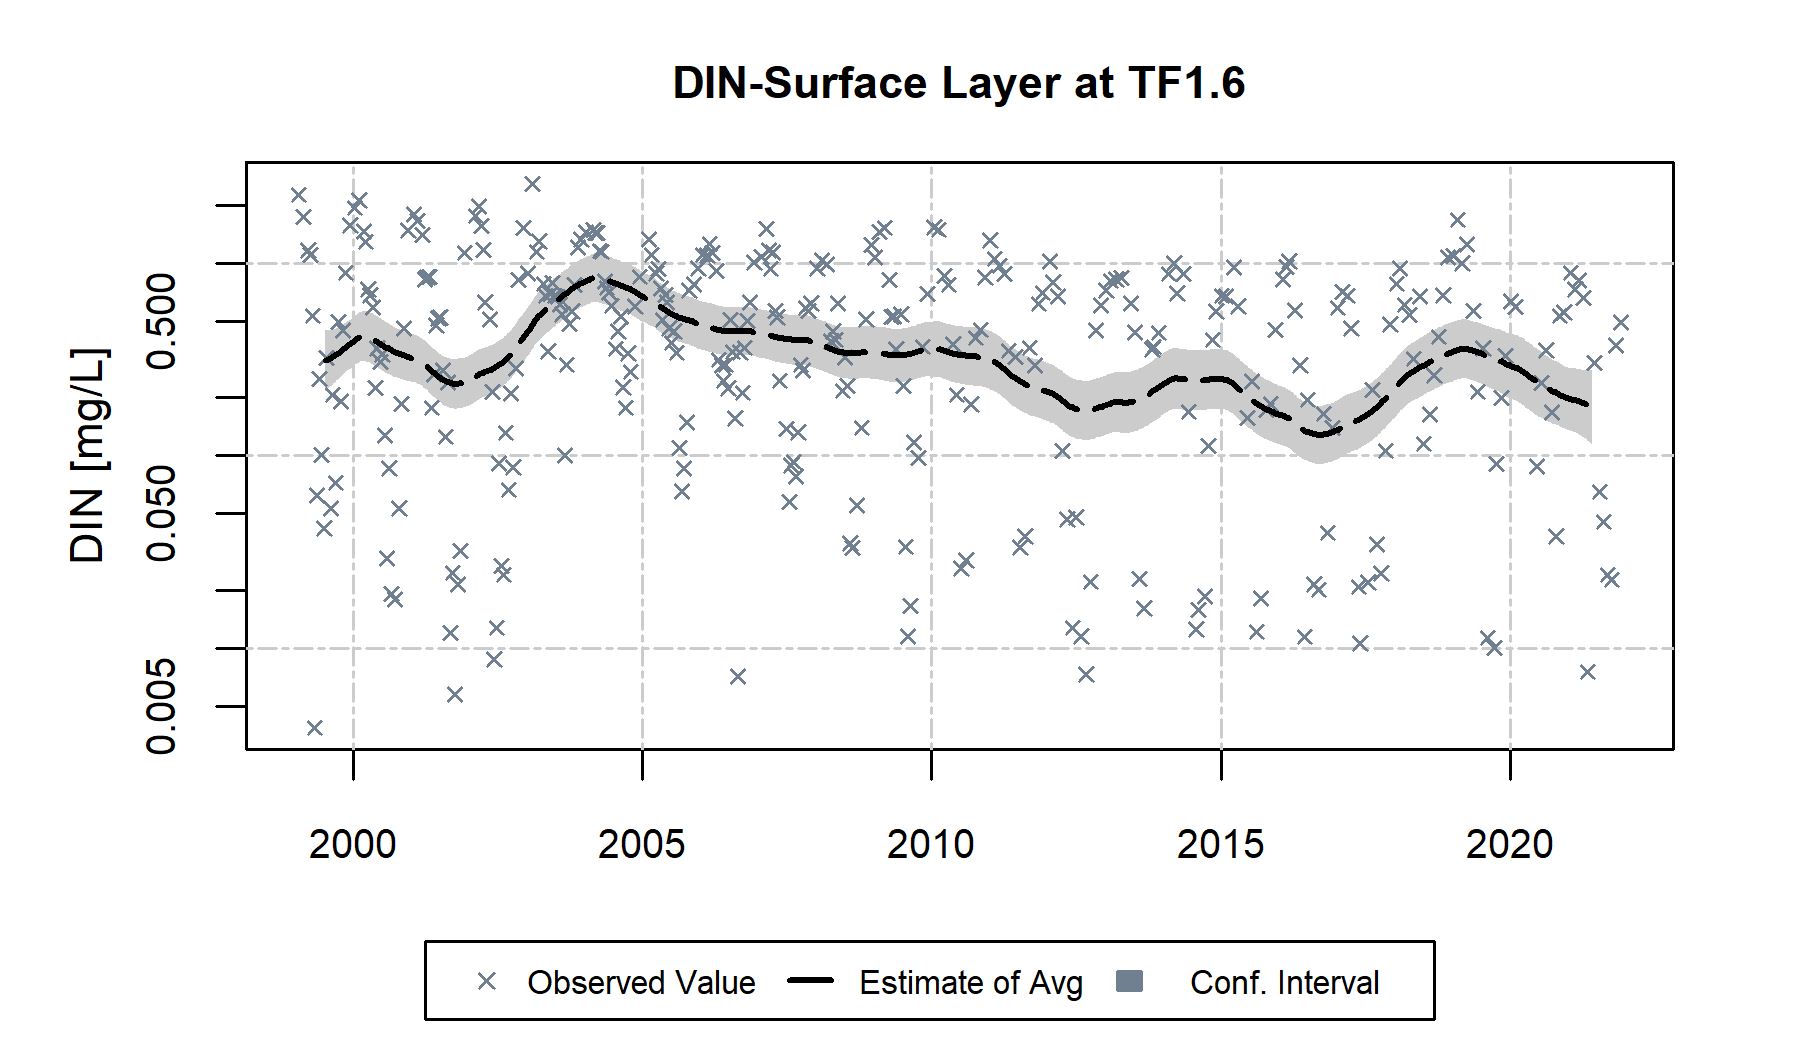 DIN-Surface Layer at TF1.6
DIN [mg/L]
0.500
0.050
0.005
2000 2005 2010 2015 2020
Observed Value Estimate of Avg Conf. Interval